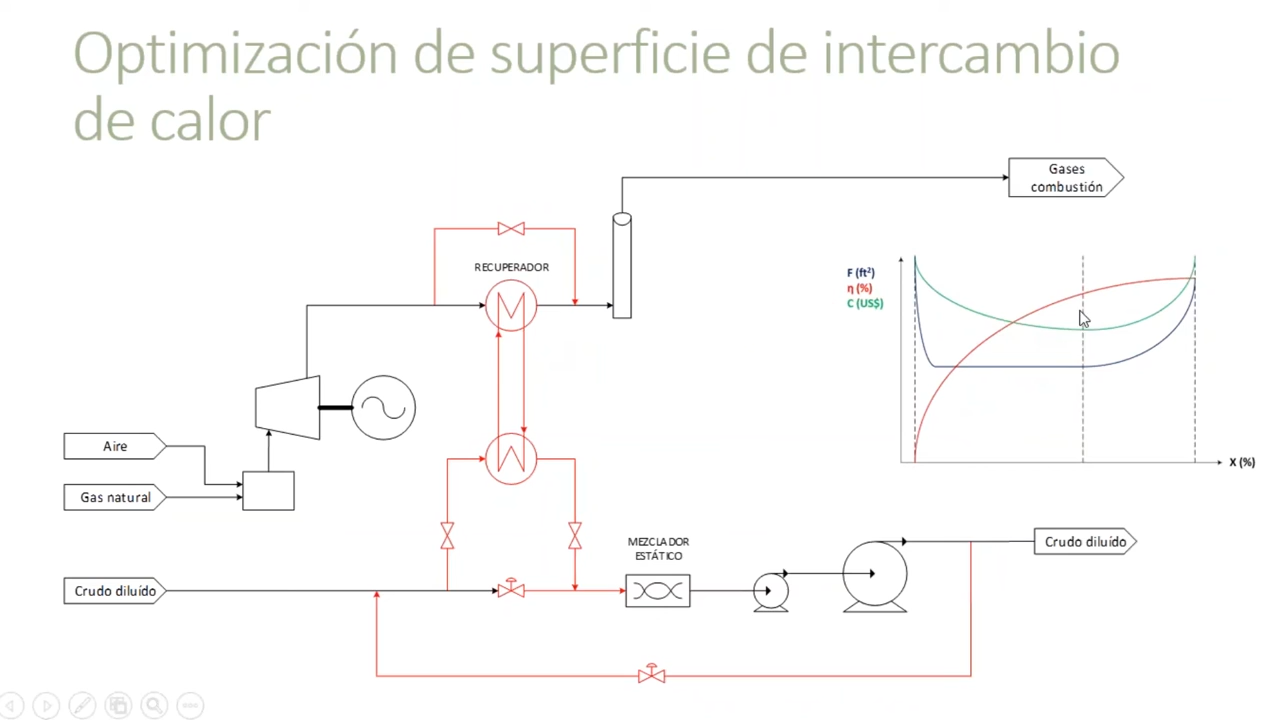 Optimización de superficie de intercambio
de calor
Gases
combustión
RECUPERADOR
F (ft²)
η (%)
C (US$)
X (%)
Aire
Gas natural
MEZCLADOR
ESTÁTICO
Crudo diluído
Crudo diluído